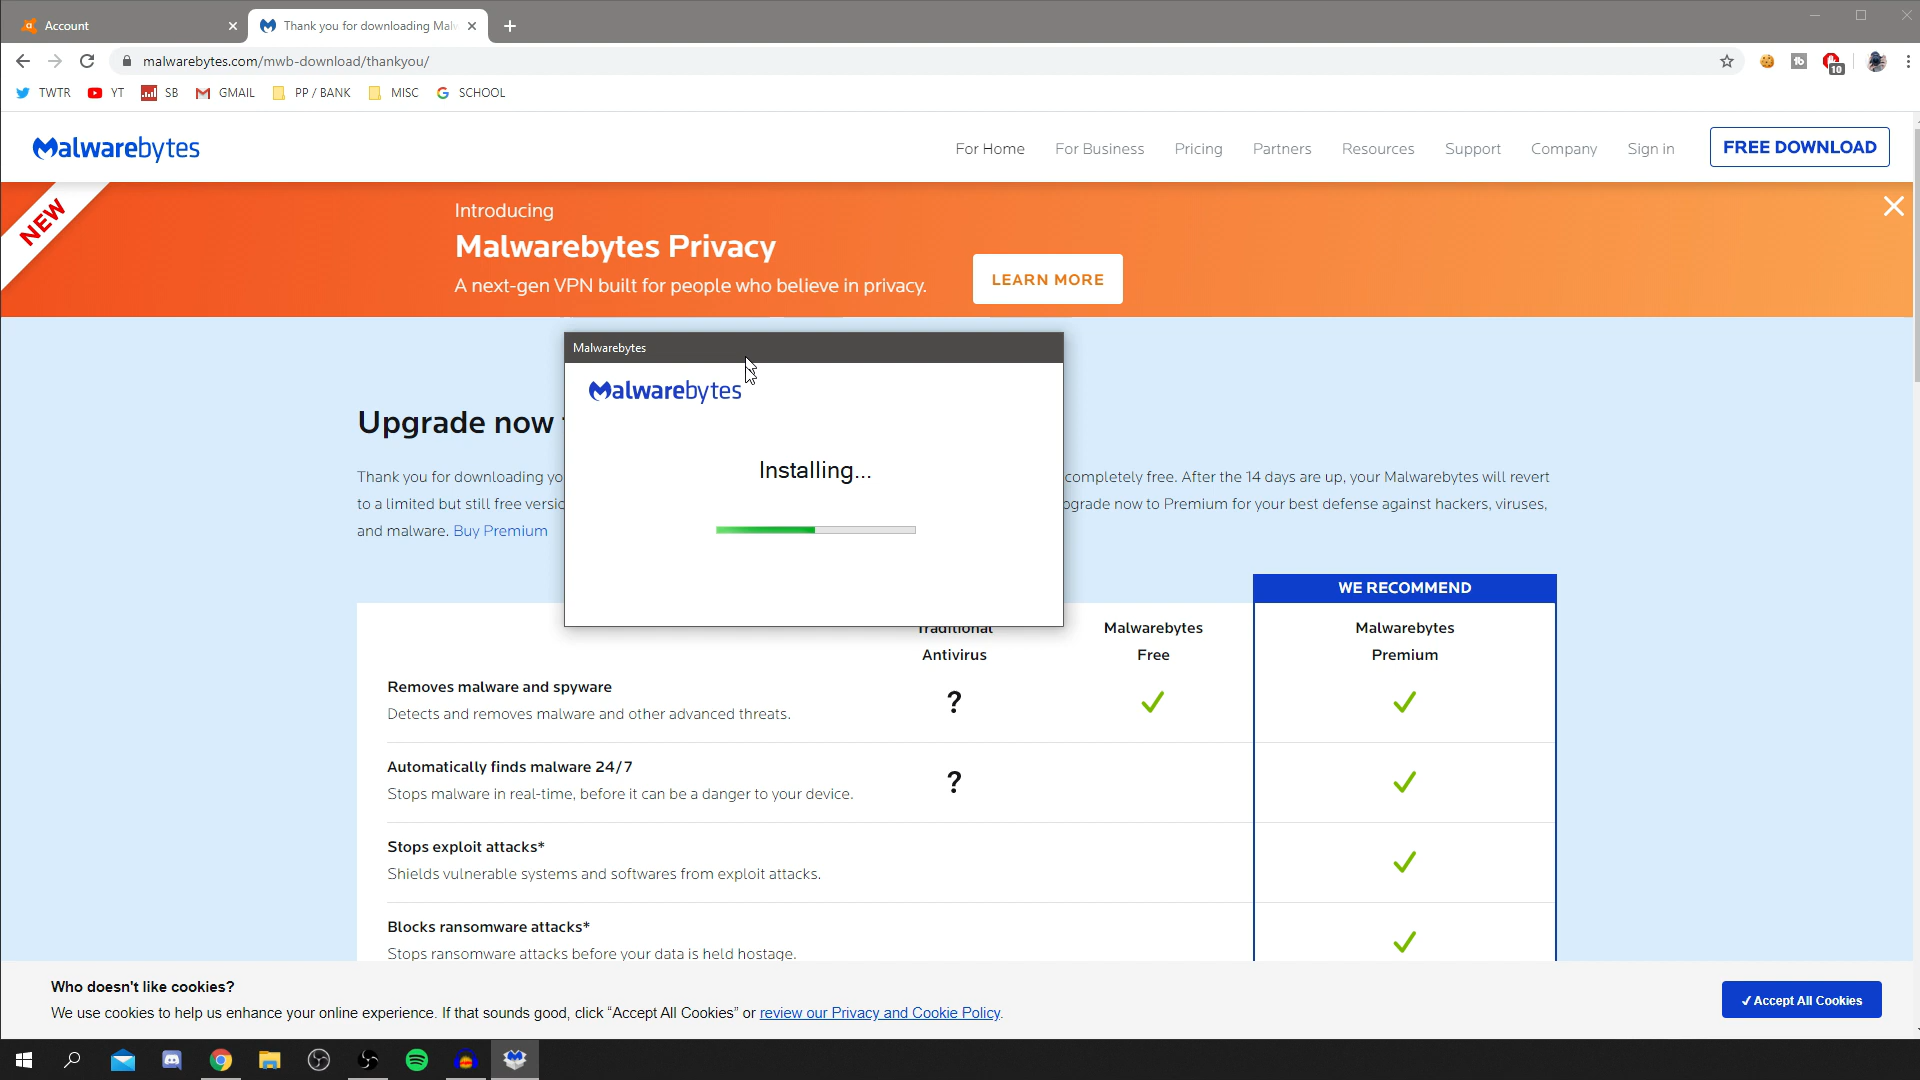 Account
Thank you for downloading Malw
malwarebytes.com/mwb-download/thankyou/
10
TWTR
YT
SB
GMAIL
PP / BANK
MISC
SCHOOL
Malwarebytes
For Home
For Business
Pricing
Partners
Resources
Support
Company
Sign in
FREE DOWNLOAD
NEW
Introducing
Malwarebytes Privacy
A next-gen VPN built for people who believe in privacy.
LEARN MORE
Malwarebytes
Malwarebytes
Installing...
Upgrade now
Thank you for downloading yo
completely free. After the 14 days are up, your Malwarebytes will revert
to a limited but still free versio
pgrade now to Premium for your best defense against hackers, viruses,
and malware. Buy Premium
WE RECOMMEND
Traditional
Antivirus
Malwarebytes
Free
Malwarebytes
Premium
Removes malware and spyware
Detects and removes malware and other advanced threats.
?
Automatically finds malware 24/7
Stops malware in real-time, before it can be a danger to your device.
?
Stops exploit attacks*
Shields vulnerable systems and softwares from exploit attacks.
Blocks ransomware attacks*
Stops ransomware attacks before your data is held hostage.
Who doesn't like cookies?
We use cookies to help us enhance your online experience. If that sounds good, click “Accept All Cookies” or review our Privacy and Cookie Policy.
✓ Accept All Cookies